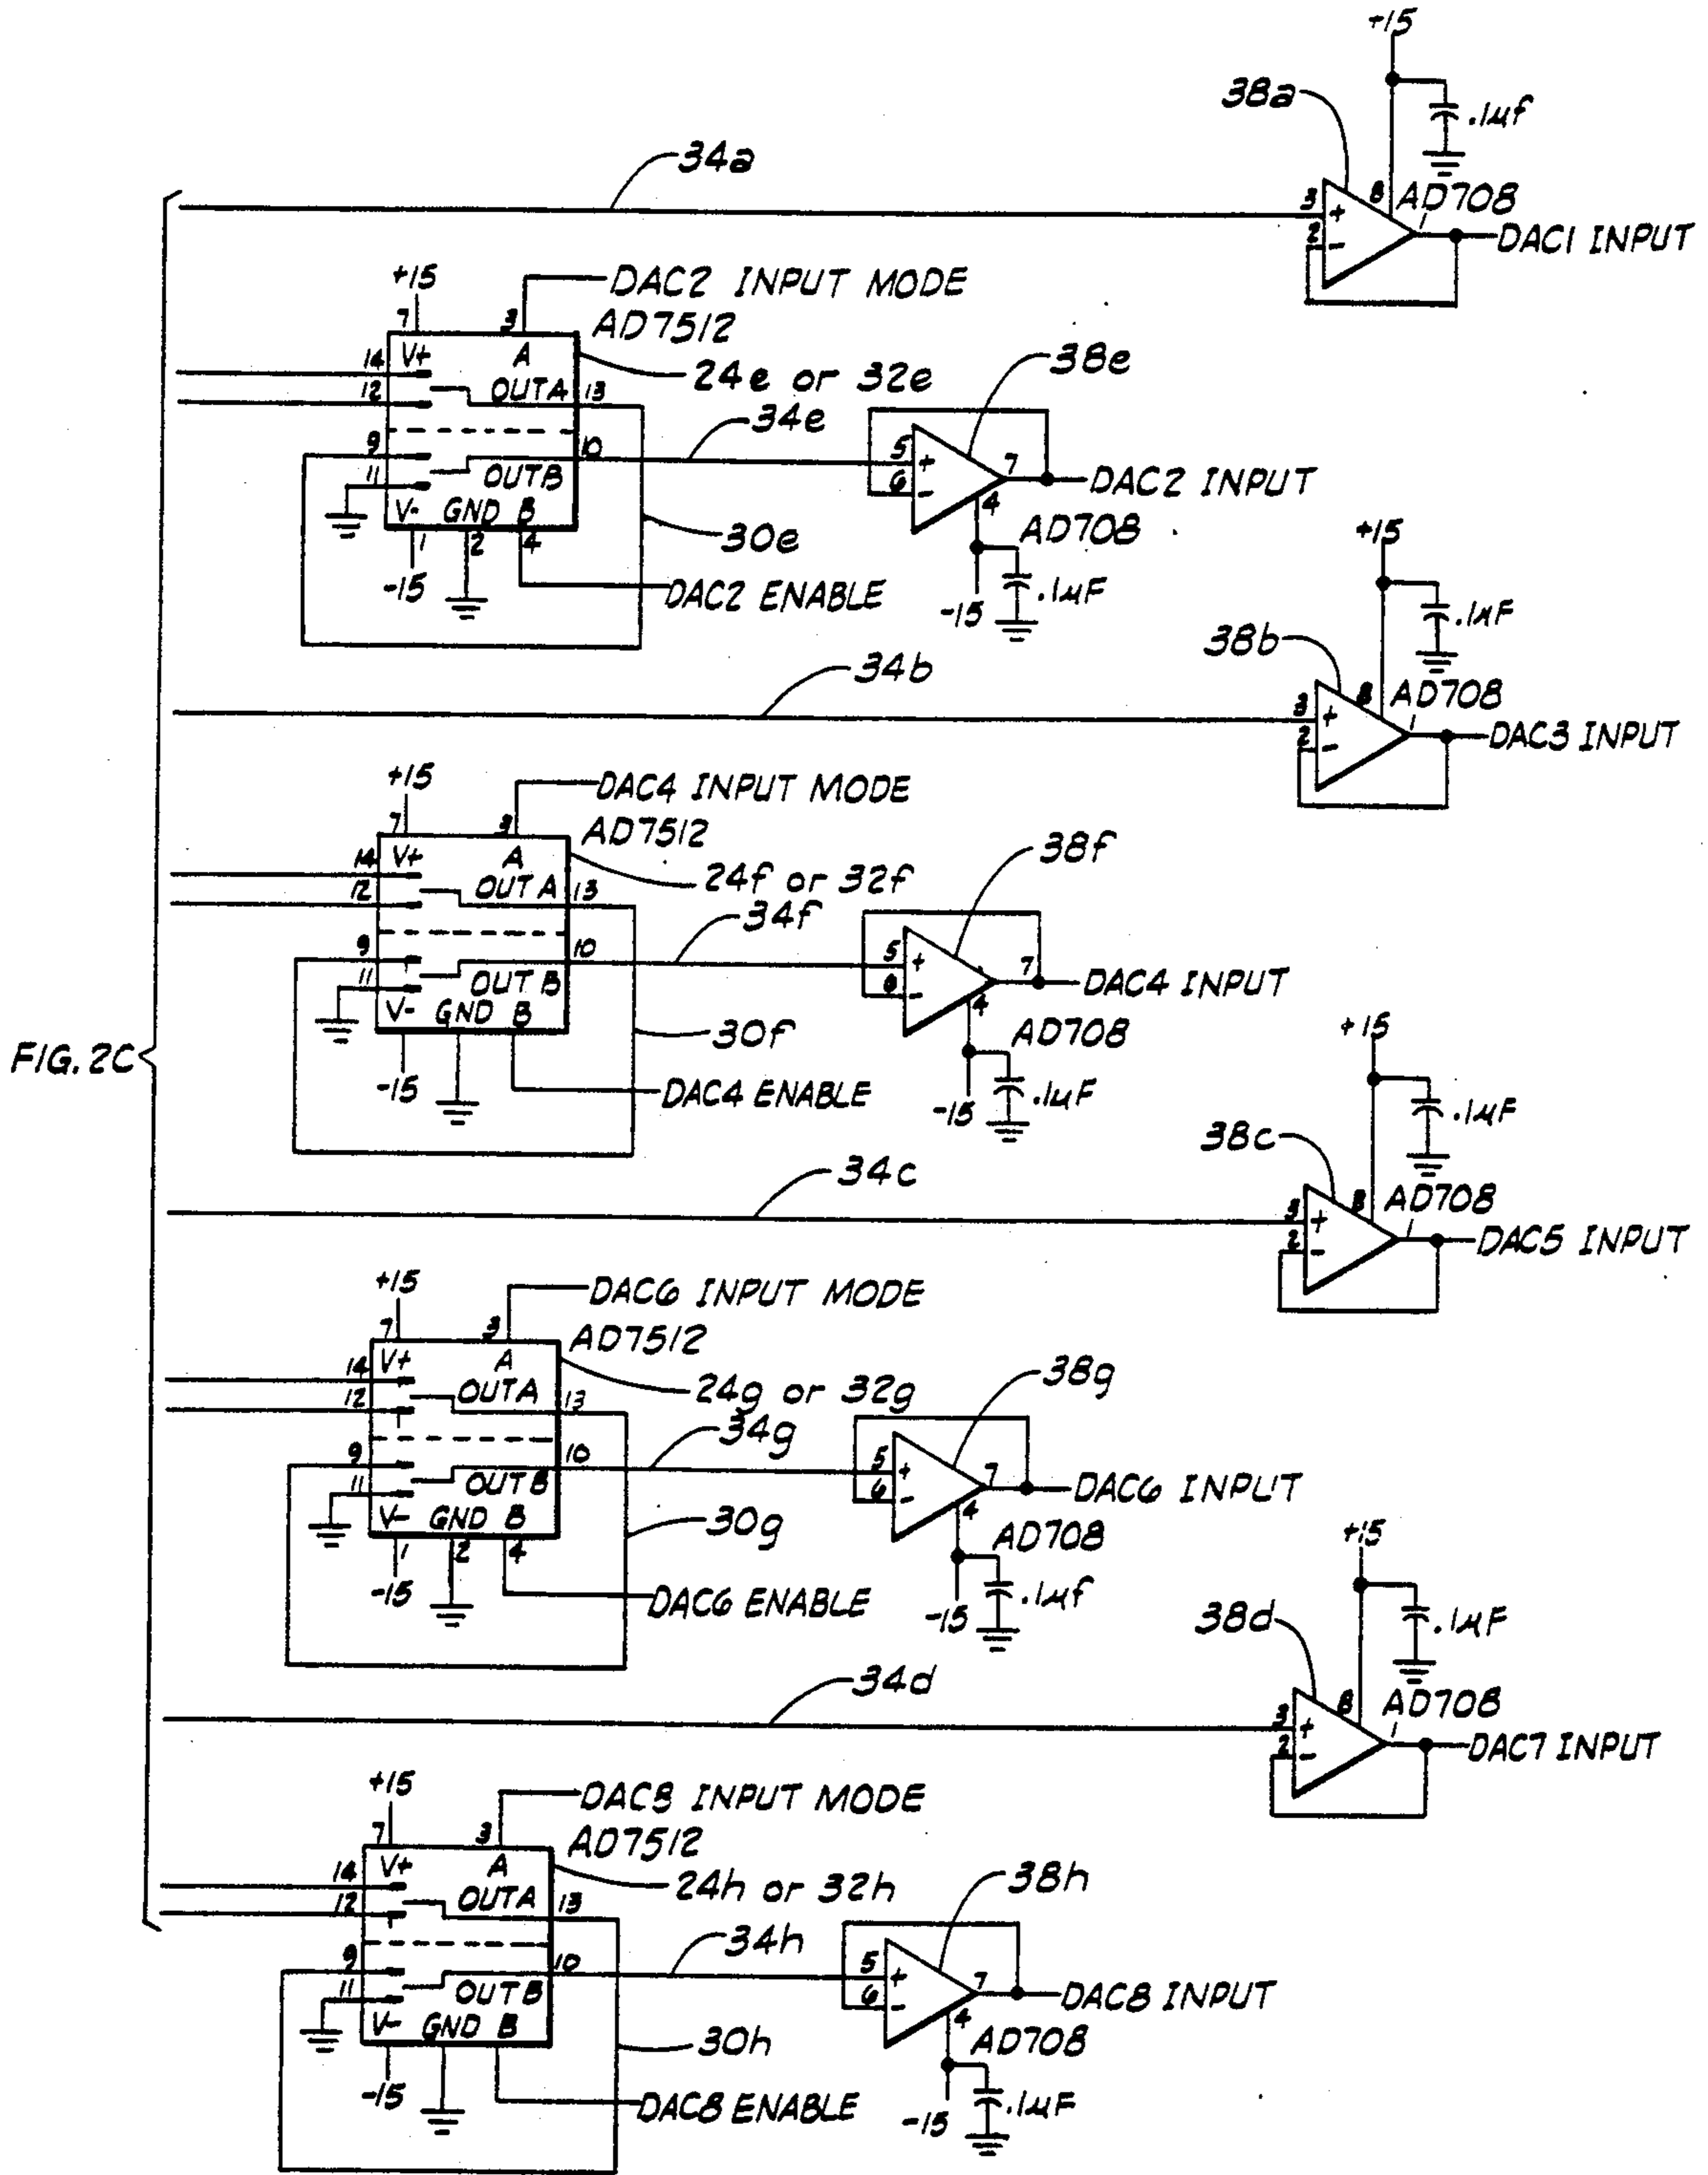 +15
38a
.1µf
34a
3
+
8
AD708
2
-
1
DAC1 INPUT
+15
DAC2 INPUT MODE
7
3
AD7512
14
V+
A
24e or 32e
38e
12
OUTA
13
34e
9
10
5
+
7
11
OUTB
6
-
DAC2 INPUT
V-
GND
B
4
1
2
4
30e
AD708
-15
DAC2 ENABLE
-15
.1µF
+15
38b
.1µF
34b
3
+
8
AD708
2
-
1
DAC3 INPUT
+15
DAC4 INPUT MODE
7
3
AD7512
14
V+
A
24f or 32f
38f
12
OUT A
13
34f
9
10
5
+
7
11
OUT B
-
DAC4 INPUT
V-
GND
B
4
30f
AD708
FIG. 2C
-15
DAC4 ENABLE
-15
.1µF
+15
38c
.1µF
34c
3
+
8
AD708
2
-
1
DAC5 INPUT
+15
DAC6 INPUT MODE
7
3
AD7512
14
V+
A
24g or 32g
38g
12
OUTA
13
34g
9
10
5
+
7
11
OUTB
6
-
DAC6 INPUT
V-
GND
B
4
1
2
4
30g
AD708
-15
DAC6 ENABLE
-15
.1µf
+15
38d
.1µF
34d
3
+
8
AD708
2
-
1
DAC7 INPUT
+15
DAC8 INPUT MODE
7
3
AD7512
14
V+
A
24h or 32h
38h
12
OUTA
13
34h
9
10
5
+
7
11
OUTB
6
-
DAC8 INPUT
V-
GND
B
4
30h
AD708
-15
DAC8 ENABLE
-15
.1µF